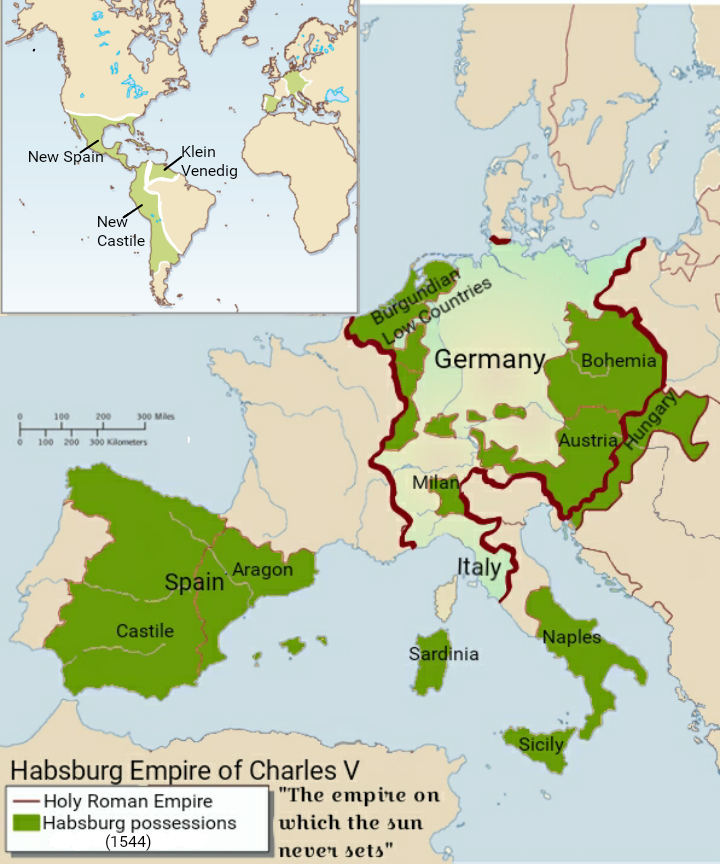 New Spain
Klein
Venedig
New
Castile
Burgundian
Low Countries
Germany
Bohemia
Hungary
Austria
Milan
0 100 200 300 Miles
0 100 200 300 Kilometers
Italy
Spain
Aragon
Castile
Sardinia
Naples
Sicily
Habsburg Empire of Charles V
Holy Roman Empire
Habsburg possessions
(1544)
"The empire on
which the sun
never sets"